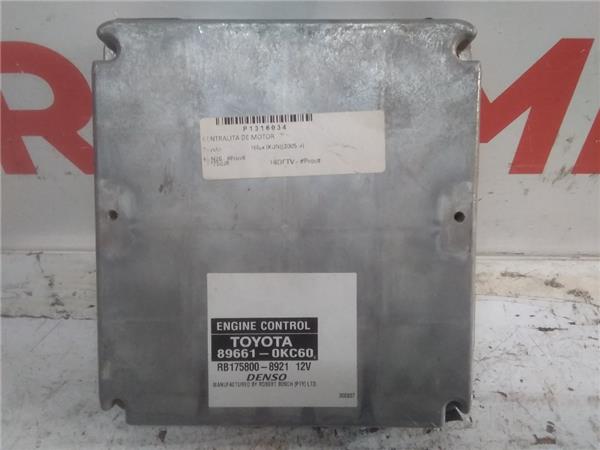 P1316034
CENTRALITA DE MOTOR
Hilux (KUN)(2005->)
ENGINE CONTROL
TOYOTA
89661-0KC60
RB175800-8921 12V
DENSO
MANUFACTURED BY ROBERT BOSCH (PTY) LTD.